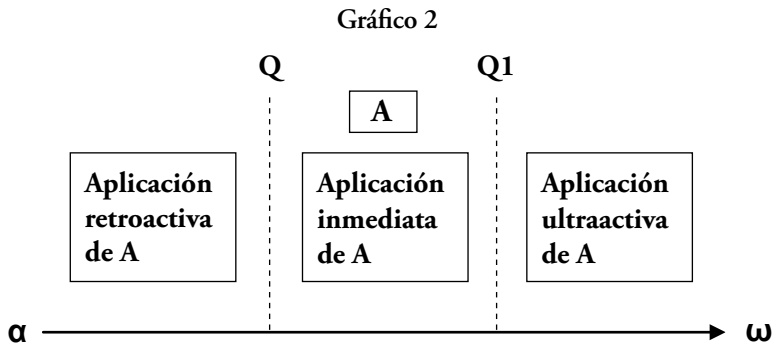 Gráfico 2
Q
Q1
A
Aplicación
retroactiva
de A
Aplicación
inmediata
de A
Aplicación
ultraactiva
de A
α
ω